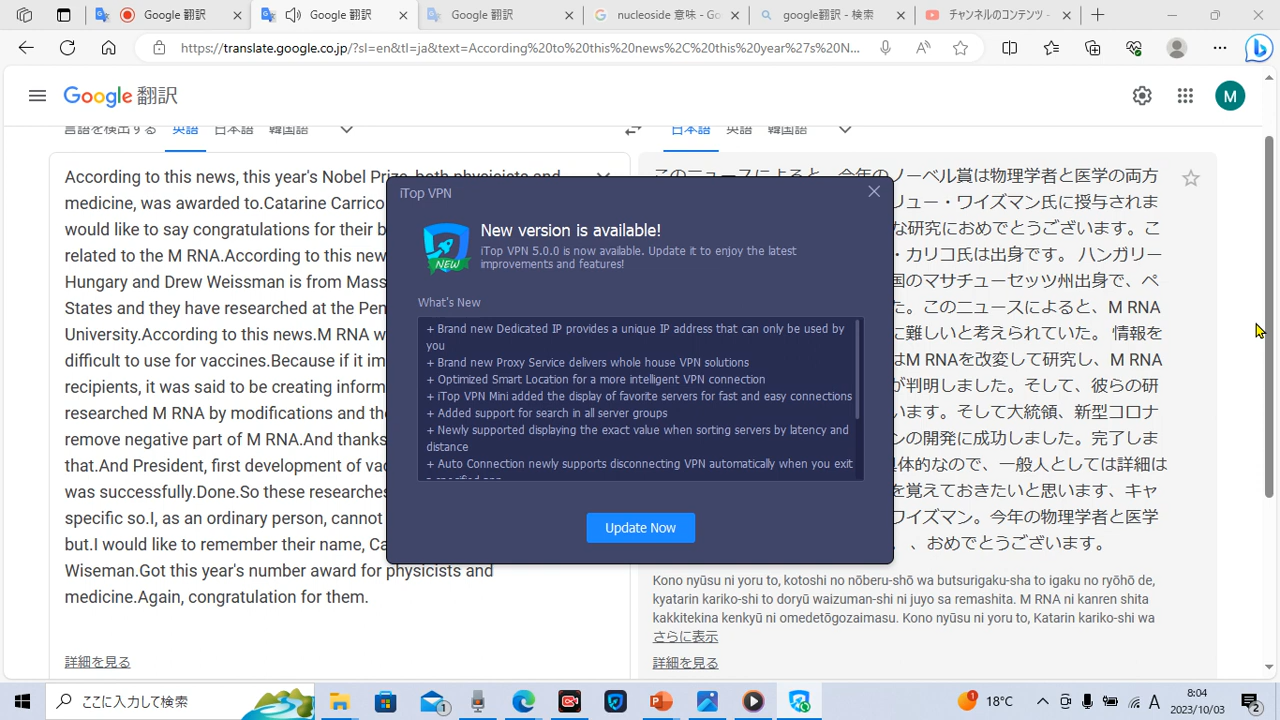 Google 翻訳
Google 翻訳
Google 翻訳
nucleoside 意味 - Go
google翻訳 - 検索
チャンネルのコンテンツ -
https://translate.google.co.jp/?sl=en&tl=ja&text=According%20to%20this%20news%2C%20this%20year%27s%20N...
Google 翻訳
M
言語を検出する 英語 日本語 韓国語
日本語 英語 韓国語
According to this news, this year's Nobel Prize, both physicists and
medicine, was awarded to.Catarine Carrico
would like to say congratulations for their b
related to the M RNA.According to this new
Hungary and Drew Weissman is from Mass
States and they have researched at the Pen
University.According to this news.M RNA w
difficult to use for vaccines.Because if it im
recipients, it was said to be creating inform
researched M RNA by modifications and the
remove negative part of M RNA.And thanks
that.And President, first development of vac
was successfully.Done.So these researches
specific so.I, as an ordinary person, cannot
but.I would like to remember their name, Ca
Wiseman.Got this year's number award for physicists and
medicine.Again, congratulation for them.
詳細を見る
このニュースによると、今年のノーベル賞は物理学者と医学の両方
リュー・ワイズマン氏に授与されま
な研究におめでとうございます。こ
・カリコ氏は出身です。 ハンガリー
国のマサチューセッツ州出身で、ペ
た。このニュースによると、M RNA
に難しいと考えられていた。 情報を
はM RNAを改変して研究し、M RNA
が判明しました。そして、彼らの研
います。そして大統領、新型コロナ
ンの開発に成功しました。完了しま
具体的なので、一般人としては詳細は
を覚えておきたいと思います、キャ
ワイズマン。今年の物理学者と医学
、おめでとうございます。
Kono nyūsu ni yoru to, kotoshi no nōberu-shō wa butsurigaku-sha to igaku no ryōhō de,
kyatarin kariko-shi to doryū waizuman-shi ni juyo sa remashita. M RNA ni kanren shita
kakkitekina kenkyū ni omedetōgozaimasu. Kono nyūsu ni yoru to, Katarin kariko-shi wa
さらに表示
詳細を見る
iTop VPN
NEW
New version is available!
iTop VPN 5.0.0 is now available. Update it to enjoy the latest
improvements and features!
What's New
+ Brand new Dedicated IP provides a unique IP address that can only be used by
you
+ Brand new Proxy Service delivers whole house VPN solutions
+ Optimized Smart Location for a more intelligent VPN connection
+ iTop VPN Mini added the display of favorite servers for fast and easy connections
+ Added support for search in all server groups
+ Newly supported displaying the exact value when sorting servers by latency and
distance
+ Auto Connection newly supports disconnecting VPN automatically when you exit
Update Now
ここに入力して検索
1
1
18°C
A
8:04
2023/10/03
2